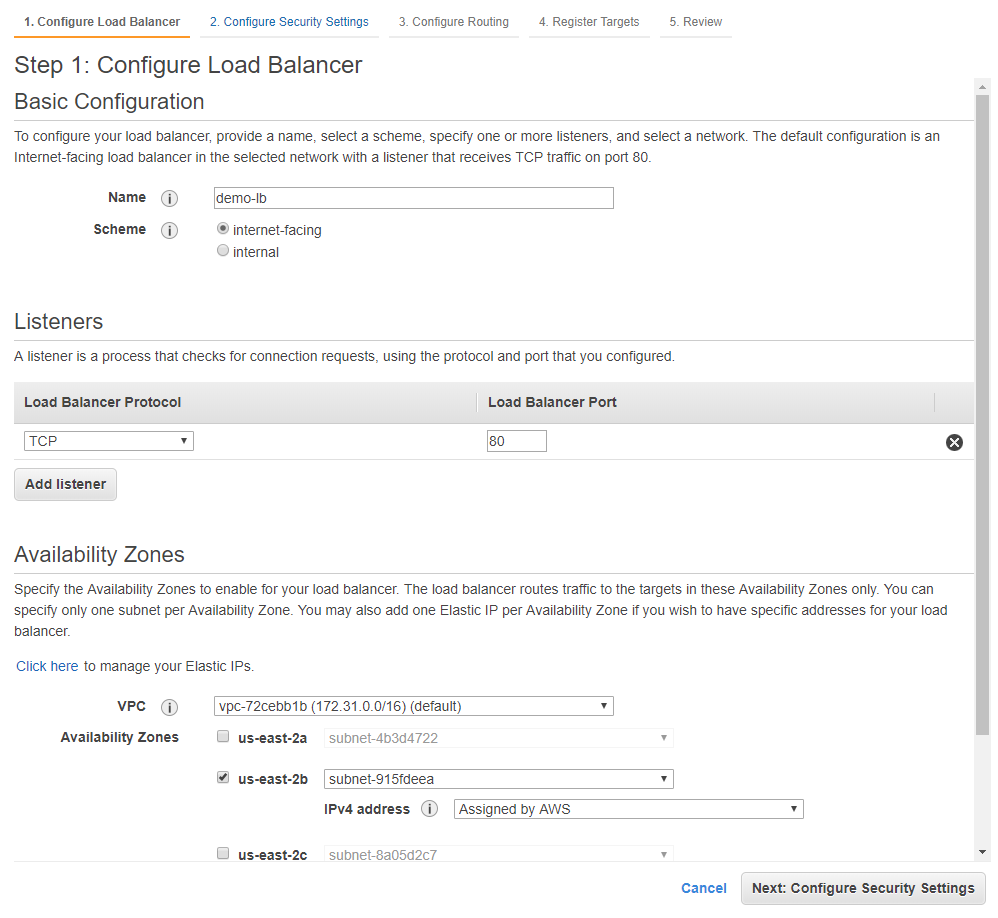 1. Configure Load Balancer 2. Configure Security Settings 3. Configure Routing 4. Register Targets 5. Review
Step 1: Configure Load Balancer
Basic Configuration
To configure your load balancer, provide a name, select a scheme, specify one or more listeners, and select a network. The default configuration is an
Internet-facing load balancer in the selected network with a listener that receives TCP traffic on port 80.
Name i demo-lb
Scheme i internet-facing
internal
Listeners
A listener is a process that checks for connection requests, using the protocol and port that you configured.
Load Balancer Protocol Load Balancer Port
TCP 80
Add listener
Availability Zones
Specify the Availability Zones to enable for your load balancer. The load balancer routes traffic to the targets in these Availability Zones only. You can
specify only one subnet per Availability Zone. You may also add one Elastic IP per Availability Zone if you wish to have specific addresses for your load
balancer.
Click here to manage your Elastic IPs.
VPC i vpc-72cebb1b (172.31.0.0/16) (default)
Availability Zones us-east-2a subnet-4b3d4722
us-east-2b subnet-915fdeea
IPv4 address i Assigned by AWS
us-east-2c subnet-8a05d2c7
Cancel Next: Configure Security Settings